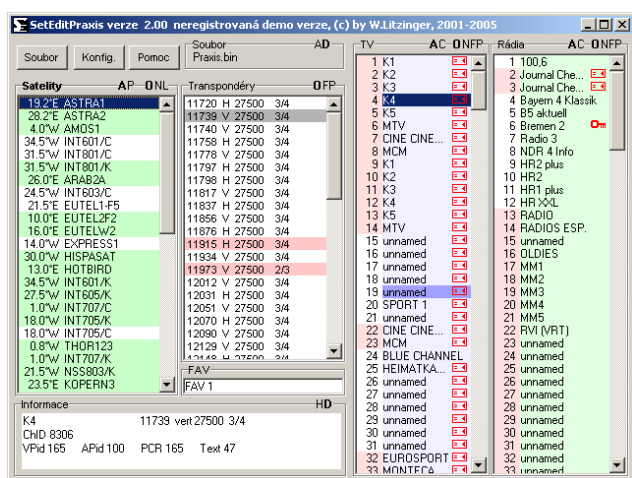 SetEditPraxis verze 2.00 neregistrovaná demo verze, (c) by W.Litzinger, 2001-2005
Soubor
Konfig.
Pomoc
Soubor AD
Praxis.bin
Satelity AP ONL
19.2°E ASTRA1
28.2°E ASTRA2
4.0°W AMOS1
34.5°W INT601/C
31.5°W INT801/C
31.5°W INT801/K
26.0°E ARAB2A
24.5°W INT603/C
21.5°E EUTEL1-F5
10.0°E EUTEL2F2
16.0°E EUTELW2
14.0°W EXPRESS1
30.0°W HISPASAT
13.0°E HOTBIRD
34.5°W INT601/K
27.5°W INT605/K
1.0°W INT707/C
18.0°W INT705/K
18.0°W INT705/C
0.8°W THOR123
1.0°W INT707/K
21.5°W NSS803/K
23.5°E KOPERN3
Transpondéry OFP
11720 H 27500 3/4
11739 V 27500 3/4
11740 V 27500 3/4
11758 H 27500 3/4
11778 V 27500 3/4
11797 H 27500 3/4
11798 H 27500 3/4
11817 V 27500 3/4
11837 H 27500 3/4
11856 V 27500 3/4
11876 H 27500 3/4
11915 H 27500 3/4
11934 V 27500 3/4
11973 V 27500 2/3
12012 V 27500 3/4
12031 H 27500 3/4
12051 V 27500 3/4
12070 H 27500 3/4
12090 V 27500 3/4
12129 V 27500 3/4
12148 H 27500 3/4
FAV
FAV 1
TV AC ONFP
1 K1
2 K2
3 K3
4 K4
5 K5
6 MTV
7 CINE CINE...
8 MCM
9 K1
10 K2
11 K3
12 K4
13 K5
14 MTV
15 unnamed
16 unnamed
17 unnamed
18 unnamed
19 unnamed
20 SPORT 1
21 unnamed
22 CINE CINE...
23 MCM
24 BLUE CHANNEL
25 HEIMATKA...
26 unnamed
27 unnamed
28 unnamed
29 unnamed
30 unnamed
31 unnamed
32 EUROSPORT
33 MONTECA
Rádia AC ONFP
1 100,6
2 Journal Che...
3 Journal Che...
4 Bayern 4 Klassik
5 B5 aktuell
6 Bremen 2
7 Radio 3
8 NDR 4 Info
9 HR2 plus
10 HR2
11 HR1 plus
12 HR XXL
13 RADIO
14 RADIOS ESP.
15 unnamed
16 OLDIES
17 MM1
18 MM2
19 MM3
20 MM4
21 MM5
22 RVI (VRT)
23 unnamed
24 unnamed
25 unnamed
26 unnamed
27 unnamed
28 unnamed
29 unnamed
30 unnamed
31 unnamed
32 unnamed
33 unnamed
Informace HD
K4 11739 vert 27500 3/4
ChID 8306
VPid 165 APid 100 PCR 165 Text 47